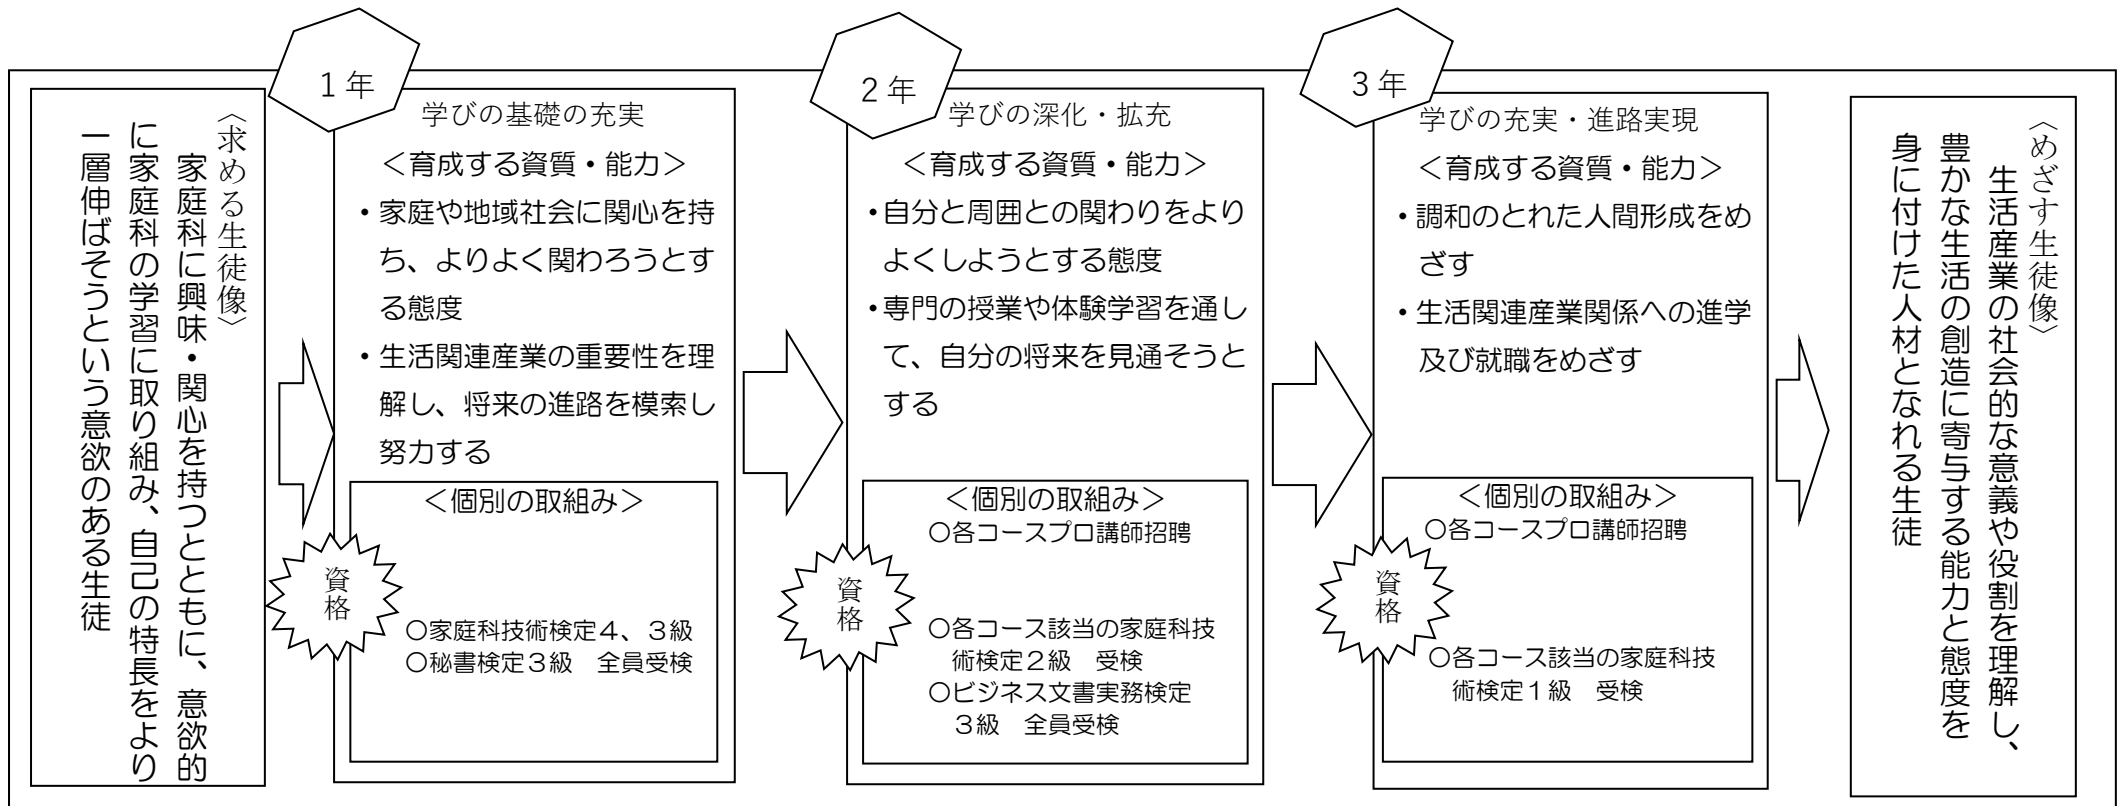 〈求める生徒像〉
家庭科に興味・関心を持つとともに、意欲的
に家庭科の学習に取り組み、自己の特長をより
一層伸ばそうという意欲のある生徒
１年
学びの基礎の充実
＜育成する資質・能力＞
・家庭や地域社会に関心を持
ち、よりよく関わろうとす
る態度
・生活関連産業の重要性を理
解し、将来の進路を模索し
努力する
＜個別の取組み＞
資格
○家庭科技術検定４、３級
○秘書検定３級　全員受検
２年
学びの深化・拡充
＜育成する資質・能力＞
・自分と周囲との関わりをより
よくしようとする態度
・専門の授業や体験学習を通し
て、自分の将来を見通そうと
する
＜個別の取組み＞
○各コースプロ講師招聘
資格
○各コース該当の家庭科技
術検定２級　受検
○ビジネス文書実務検定
３級　全員受検
３年
学びの充実・進路実現
＜育成する資質・能力＞
・調和のとれた人間形成をめ
ざす
・生活関連産業関係への進学
及び就職をめざす
＜個別の取組み＞
○各コースプロ講師招聘
資格
○各コース該当の家庭科技
術検定１級　受検
〈めざす生徒像〉
生活産業の社会的な意義や役割を理解し、
豊かな生活の創造に寄与する能力と態度を
身に付けた人材となれる生徒